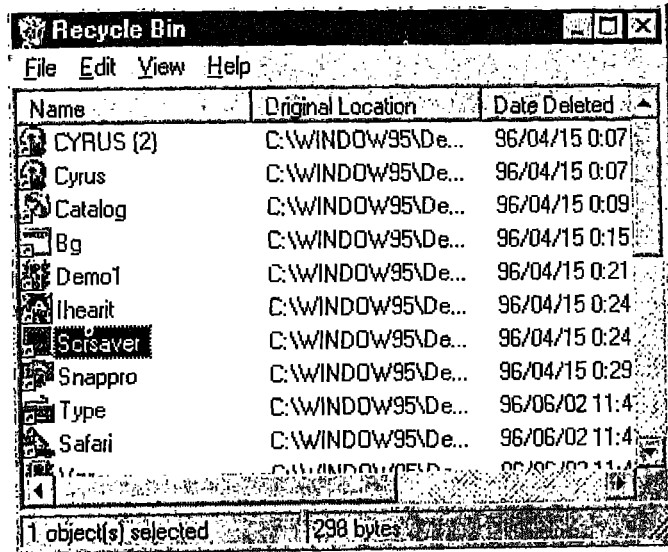 Recycle Bin
File Edit View Help
Name Original Location Date Deleted
CYRUS (2) C:\WINDOW95\De... 96/04/15 0:07
Cyrus C:\WINDOW95\De... 96/04/15 0:07
Catalog C:\WINDOW95\De... 96/04/15 0:09
Bg C:\WINDOW95\De... 96/04/15 0:15
Demo1 C:\WINDOW95\De... 96/04/15 0:21
Ihearit C:\WINDOW95\De... 96/04/15 0:24
Scrsaver C:\WINDOW95\De... 96/04/15 0:24
Snappro C:\WINDOW95\De... 96/04/15 0:29
Type C:\WINDOW95\De... 96/06/02 11:4
Safari C:\WINDOW95\De... 96/06/02 11:4
1 object(s) selected 298 bytes